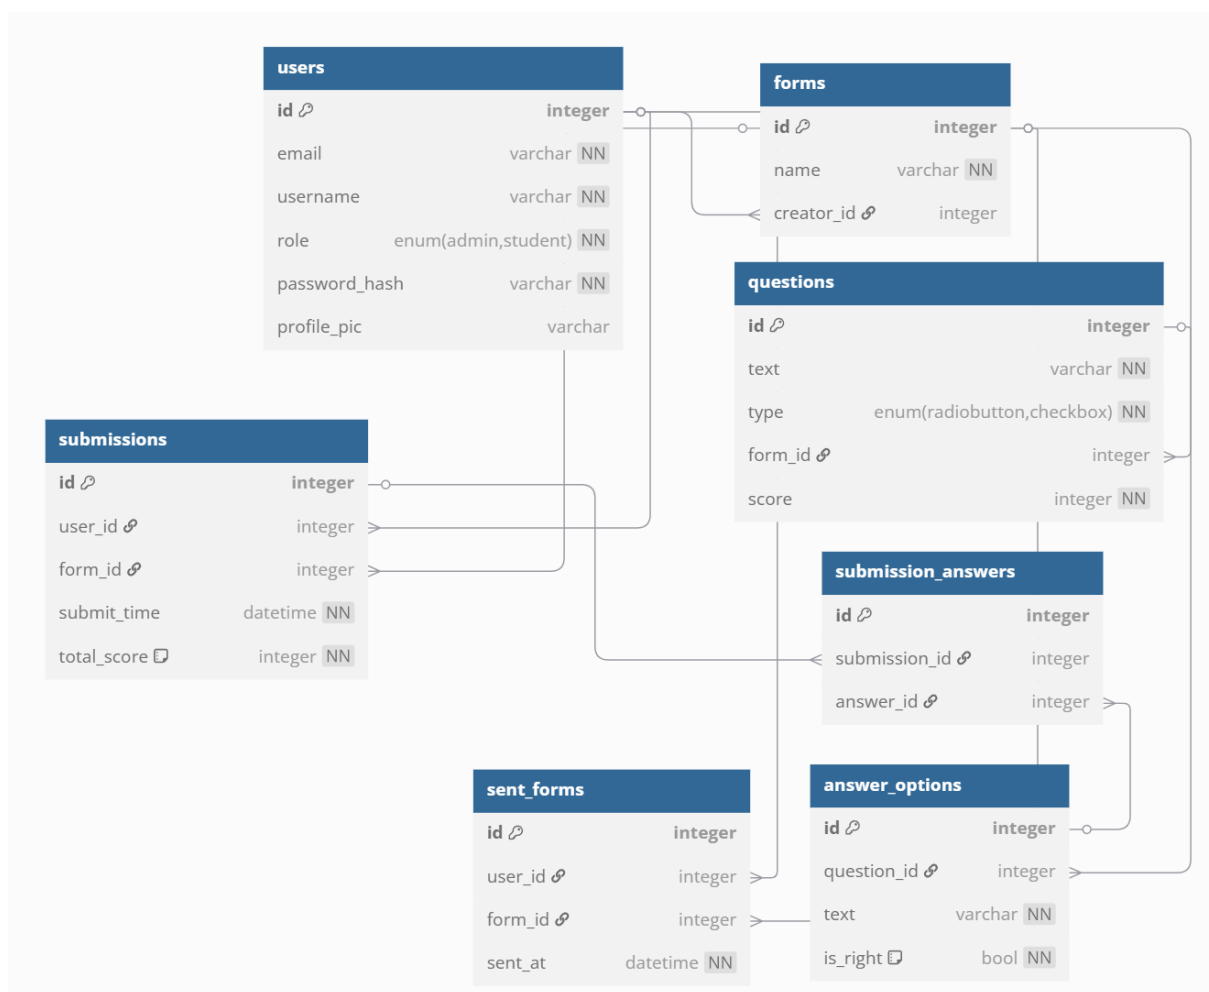 users
id integer
email varchar NN
username varchar NN
role enum(admin,student) NN
password_hash varchar NN
profile_pic varchar
forms
id integer
name varchar NN
creator_id integer
questions
id integer
text varchar NN
type enum(radiobutton,checkbox) NN
form_id integer
score integer NN
submissions
id integer
user_id integer
form_id integer
submit_time datetime NN
total_score integer NN
submission_answers
id integer
submission_id integer
answer_id integer
sent_forms
id integer
user_id integer
form_id integer
sent_at datetime NN
answer_options
id integer
question_id integer
text varchar NN
is_right bool NN